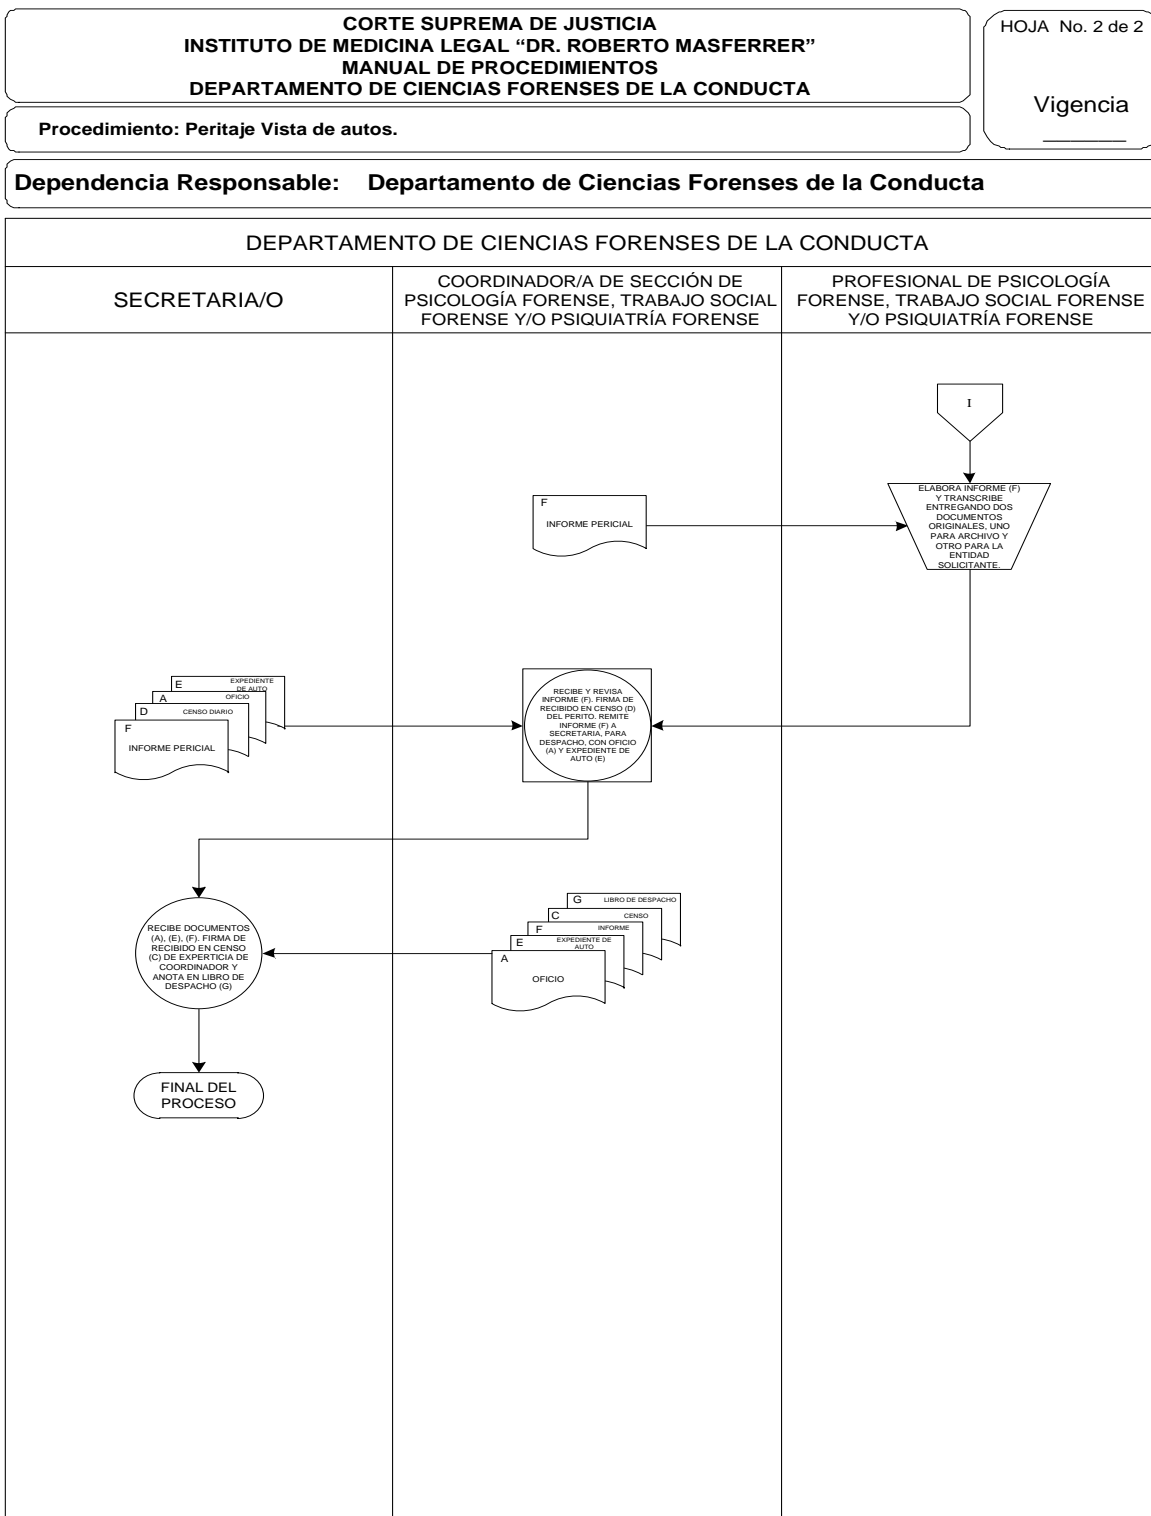 CORTE SUPREMA DE JUSTICIA
INSTITUTO DE MEDICINA LEGAL “DR. ROBERTO MASFERRER”
MANUAL DE PROCEDIMIENTOS
DEPARTAMENTO DE CIENCIAS FORENSES DE LA CONDUCTA
HOJA No. 2 de 2
Vigencia
Procedimiento: Peritaje Vista de autos.
Dependencia Responsable: Departamento de Ciencias Forenses de la Conducta
DEPARTAMENTO DE CIENCIAS FORENSES DE LA CONDUCTA
SECRETARIA/O
COORDINADOR/A DE SECCIÓN DE
PSICOLOGÍA FORENSE, TRABAJO SOCIAL
FORENSE Y/O PSIQUIATRÍA FORENSE
PROFESIONAL DE PSICOLOGÍA
FORENSE, TRABAJO SOCIAL FORENSE
Y/O PSIQUIATRÍA FORENSE
I
F
INFORME PERICIAL
ELABORA INFORME (F)
Y TRANSCRIBE
ENTREGANDO DOS
DOCUMENTOS
ORIGINALES, UNO
PARA ARCHIVO Y
OTRO PARA LA
ENTIDAD
SOLICITANTE.
E
EXPEDIENTE
DE AUTO
A
OFICIO
D
CENSO DIARIO
F
INFORME PERICIAL
RECIBE Y REVISA
INFORME (F). FIRMA DE
RECIBIDO EN CENSO (D)
DEL PERITO. REMITE
INFORME (F) A
SECRETARIA, PARA
DESPACHO, CON OFICIO
(A) Y EXPEDIENTE DE
AUTO (E)
G
LIBRO DE DESPACHO
C
CENSO
F
INFORME
E
EXPEDIENTE DE
AUTO
A
OFICIO
RECIBE DOCUMENTOS
(A), (E), (F). FIRMA DE
RECIBIDO EN CENSO
(C) DE EXPERTICIA DE
COORDINADOR Y
ANOTA EN LIBRO DE
DESPACHO (G)
FINAL DEL
PROCESO